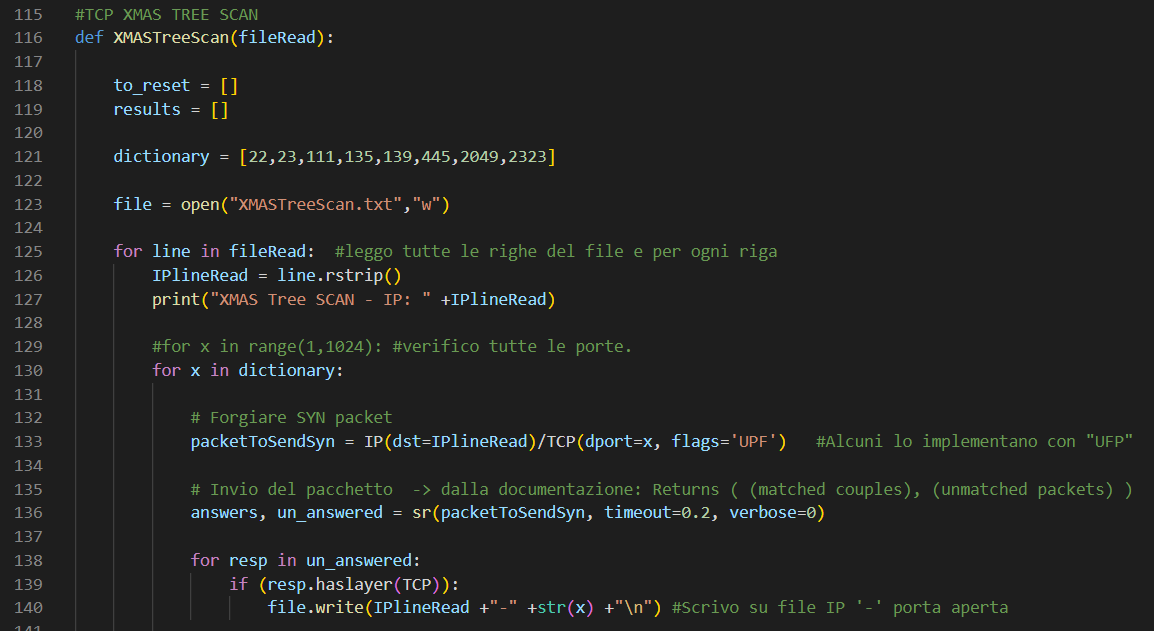 115 #TCP XMAS TREE SCAN
116 def XMASTreeScan(fileRead):
117
118     to_reset = []
119     results = []
120
121     dictionary = [22,23,111,135,139,445,2049,2323]
122
123     file = open("XMASTreeScan.txt","w")
124
125     for line in fileRead:  #leggo tutte le righe del file e per ogni riga
126         IPlineRead = line.rstrip()
127         print("XMAS Tree SCAN - IP: " +IPlineRead)
128
129         #for x in range(1,1024): #verifico tutte le porte.
130         for x in dictionary:
131
132             # Forgiare SYN packet
133             packetToSendSyn = IP(dst=IPlineRead)/TCP(dport=x, flags='UPF')   #Alcuni lo implementano con "UFP"
134
135             # Invio del pacchetto  -> dalla documentazione: Returns ( (matched couples), (unmatched packets) )
136             answers, un_answered = sr(packetToSendSyn, timeout=0.2, verbose=0)
137
138             for resp in un_answered:
139                 if (resp.haslayer(TCP)):
140                     file.write(IPlineRead +"-" +str(x) +"\n") #Scrivo su file IP '-' porta aperta
141